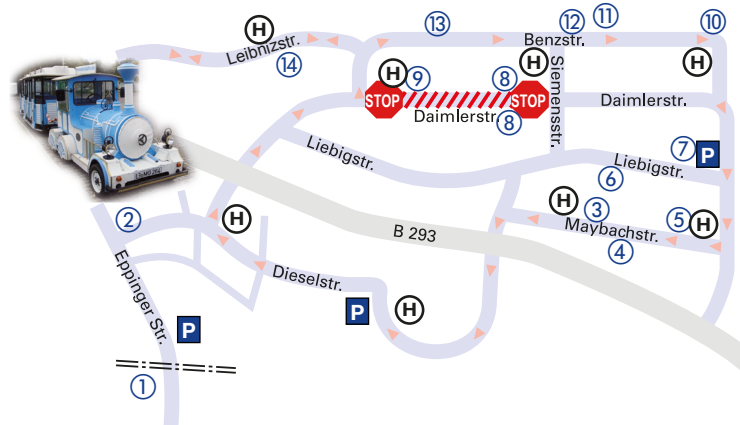 13
12
11
10
H
Benzstr.
Leibnizstr.
14
H
9
8
H
Siemensstr.
H
STOP
STOP
Daimlerstr.
Daimlerstr.
8
7
P
Liebigstr.
Liebigstr.
6
2
H
H
3
5
H
Maybachstr.
4
B 293
Eppinger Str.
Dieselstr.
P
H
P
1